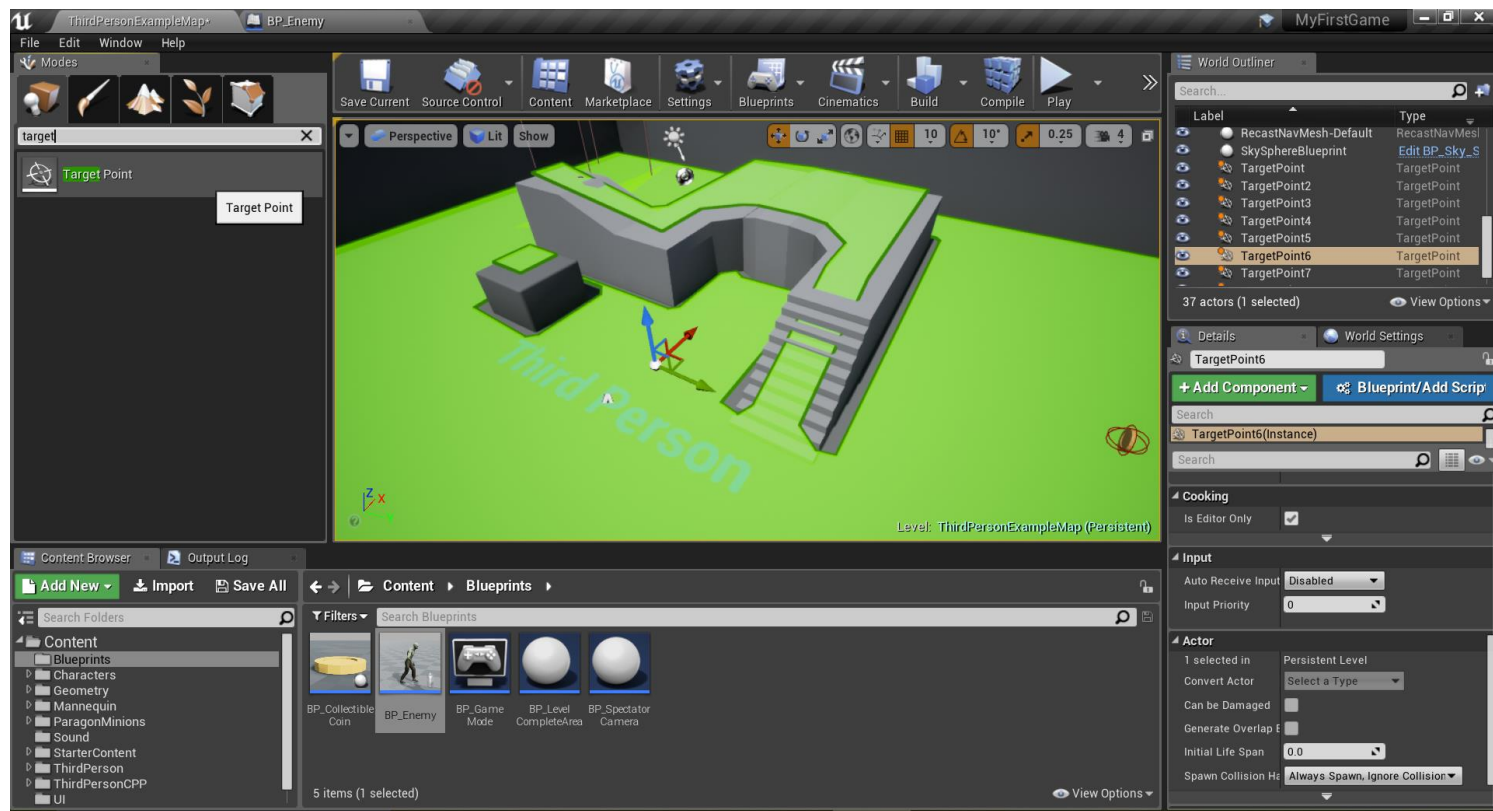 ThirdPersonExampleMap*
BP_Enemy
MyFirstGame
File Edit Window Help
Modes
target
Target Point
Target Point
Save Current Source Control Content Marketplace Settings Blueprints Cinematics Build Compile Play
Perspective Lit Show 10 10° 0.25 4
Third Person
Z X
Level: ThirdPersonExampleMap (Persistent)
World Outliner
Search...
Label Type
RecastNavMesh-Default RecastNavMesl
SkySphereBlueprint Edit BP_Sky_S
TargetPoint TargetPoint
TargetPoint2 TargetPoint
TargetPoint3 TargetPoint
TargetPoint4 TargetPoint
TargetPoint5 TargetPoint
TargetPoint6 TargetPoint
TargetPoint7 TargetPoint
37 actors (1 selected) View Options
Details World Settings
TargetPoint6
+ Add Component Blueprint/Add Scrip
Search
TargetPoint6(Instance)
Search
Cooking
Is Editor Only
Input
Auto Receive Input Disabled
Input Priority 0
Actor
1 selected in Persistent Level
Convert Actor Select a Type
Can be Damaged
Generate Overlap E
Initial Life Span 0.0
Spawn Collision Ha Always Spawn, Ignore Collision
Content Browser Output Log
Add New Import Save All Content Blueprints
Search Folders
Filters Search Blueprints
Content
Blueprints
Characters
Geometry
Mannequin
ParagonMinions
Sound
StarterContent
ThirdPerson
ThirdPersonCPP
UI
BP_Collectible
Coin
BP_Enemy
BP_Game
Mode
BP_Level
CompleteArea
BP_Spectator
Camera
5 items (1 selected) View Options